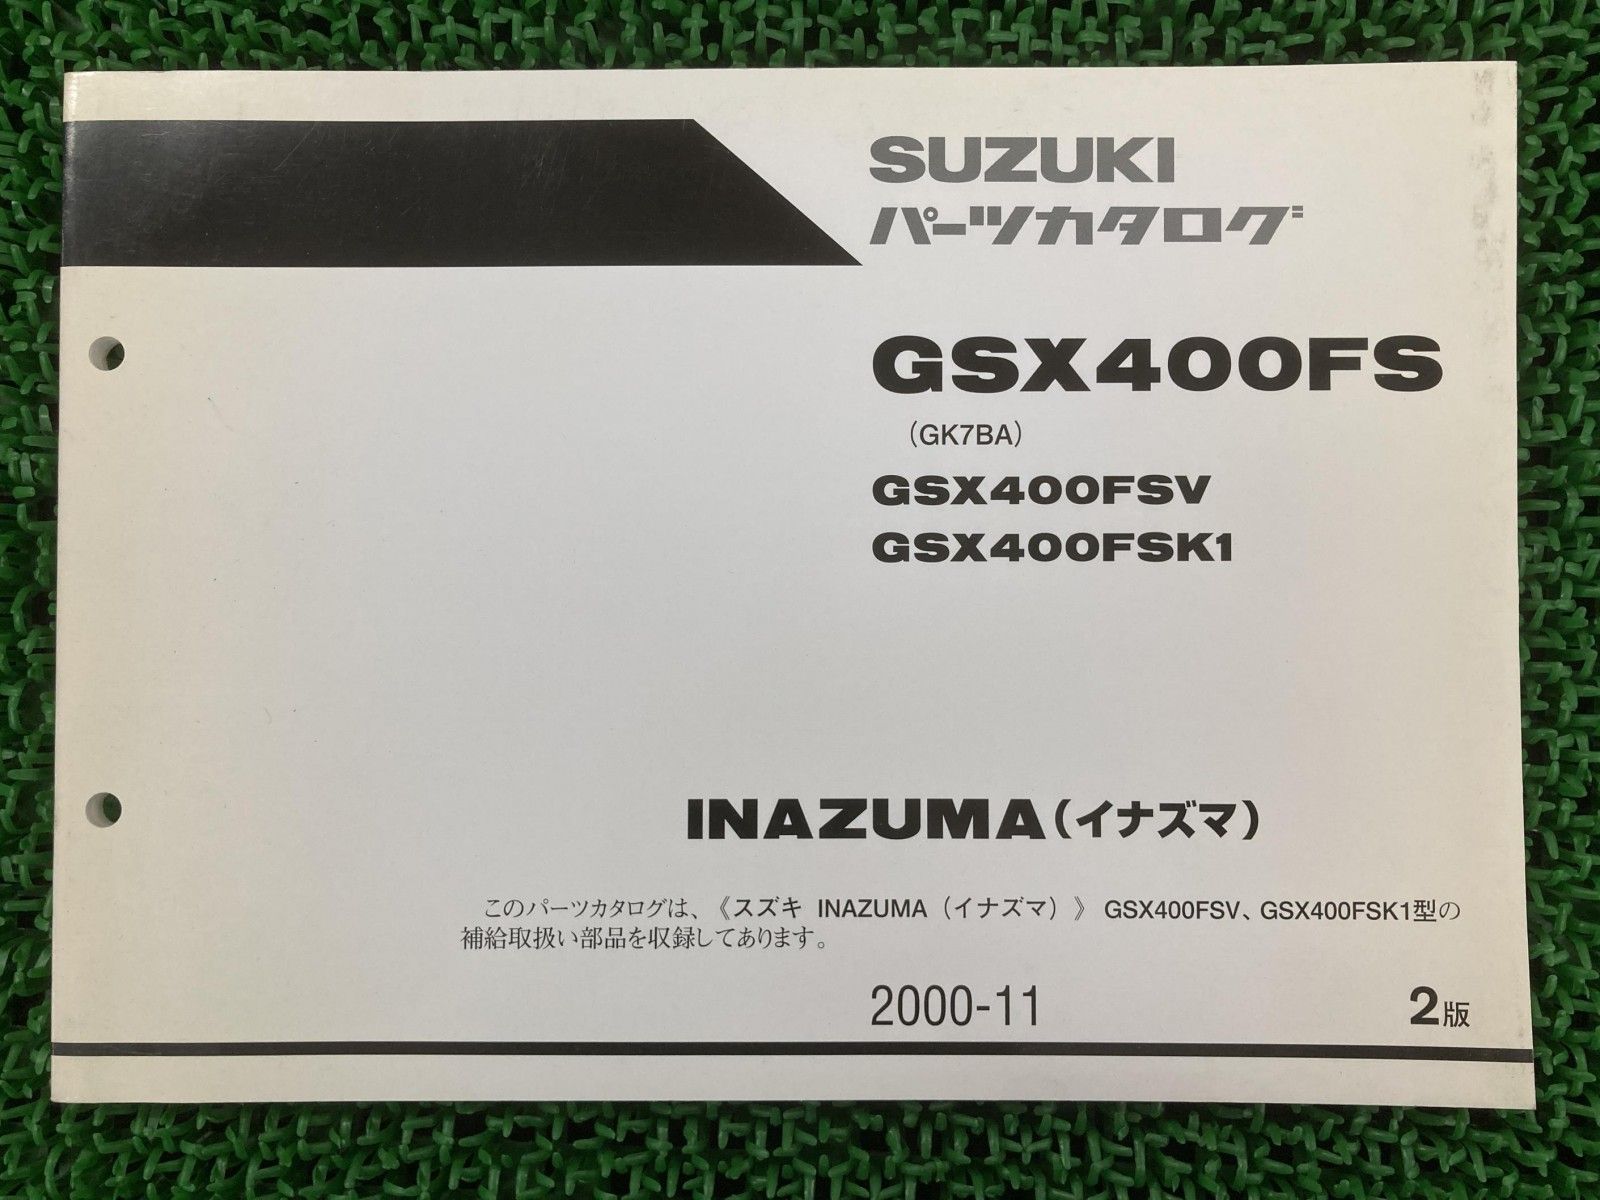 SUZUKI
パーツカタログ
GSX400FS
(GK7BA)
GSX400FSV
GSX400FSK1
INAZUMA(イナズマ)
このパーツカタログは、《スズキ INAZUMA(イナズマ)》 GSX400FSV、GSX400FSK1型の
補給取扱い部品を収録してあります。
2000-11 2版